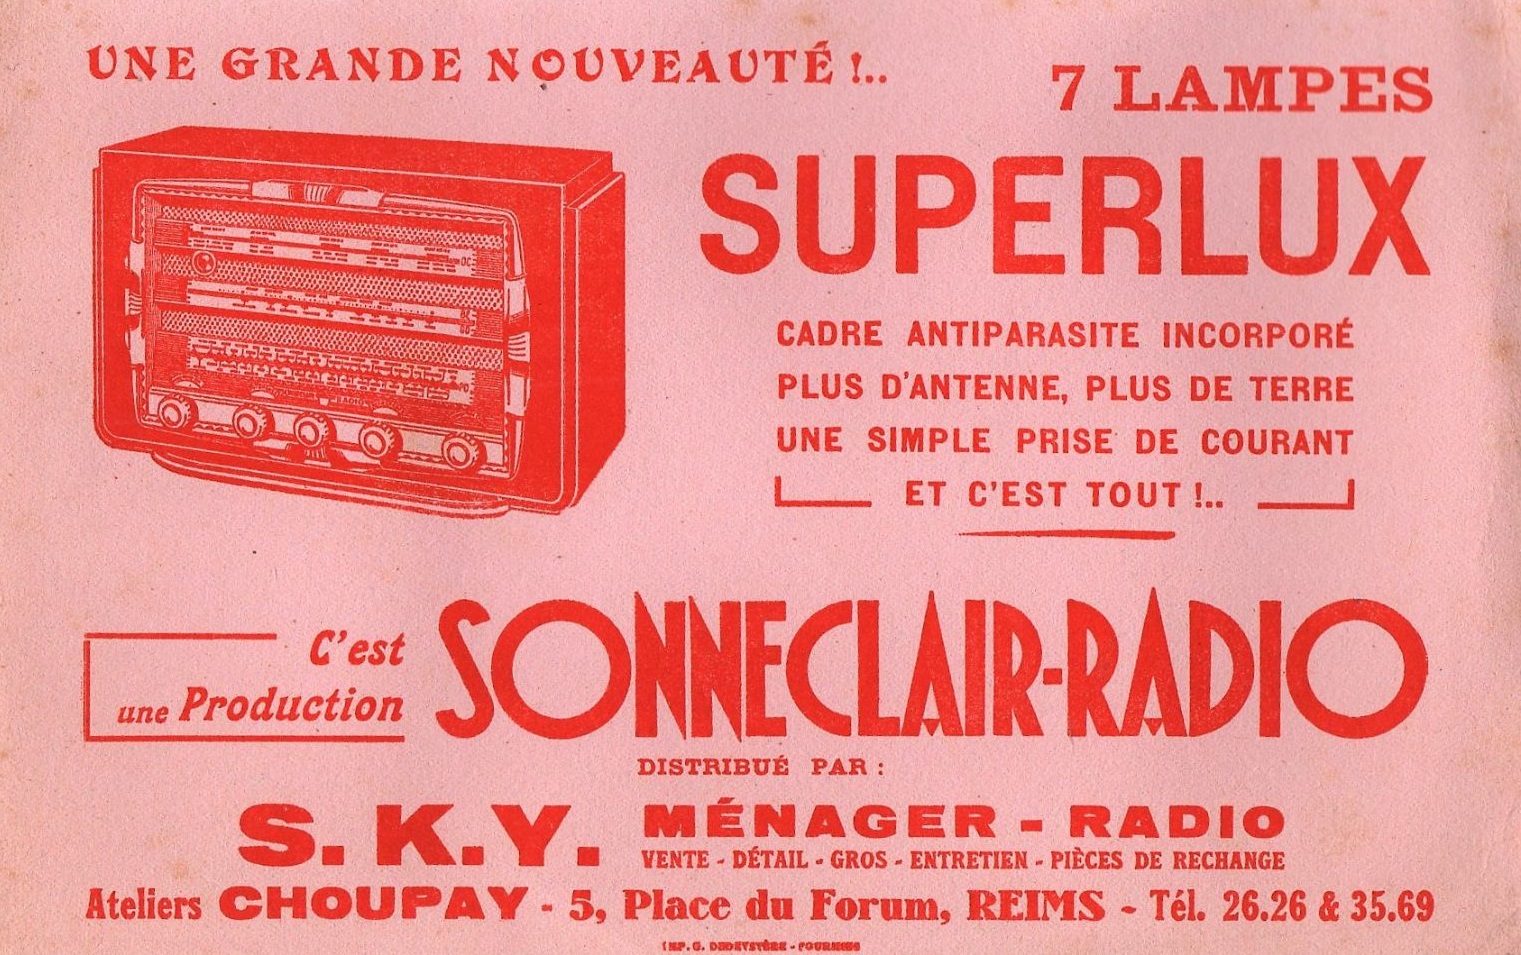 UNE GRANDE NOUVEAUTÉ !..
7 LAMPES
SUPERLUX
CADRE ANTIPARASITE INCORPORÉ
PLUS D'ANTENNE, PLUS DE TERRE
UNE SIMPLE PRISE DE COURANT
ET C'EST TOUT !..
C'est
une Production
SONNECLAIR-RADIO
DISTRIBUÉ PAR :
S.K.Y.
MÉNAGER - RADIO
VENTE - DÉTAIL - GROS - ENTRETIEN - PIÈCES DE RECHANGE
Ateliers CHOUPAY - 5, Place du Forum, REIMS - Tél. 26.26 & 35.69
IMP. G.